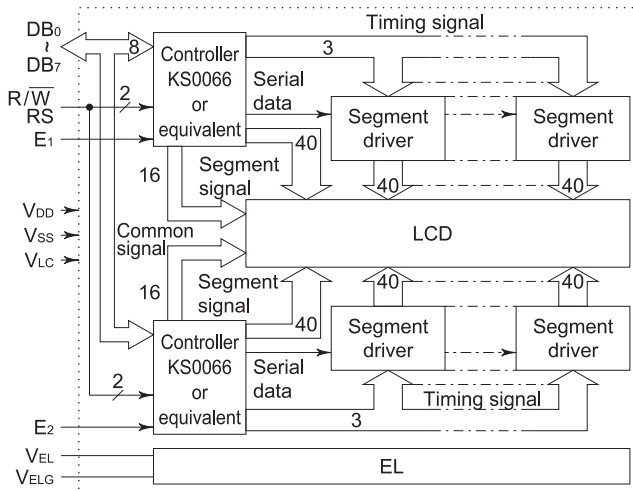 Timing signal
DB0
~
DB7
8
Controller
KS0066
or
equivalent
3
Serial
data
Segment
driver
Segment
driver
R/W̅
RS
2
E1
40
16
Segment
signal
40
40
VDD
VSS
VLC
Common
signal
LCD
16
Segment
signal
40
40
40
Controller
KS0066
or
equivalent
Serial
data
Segment
driver
Segment
driver
2
Timing signal
3
E2
VEL
VELG
EL